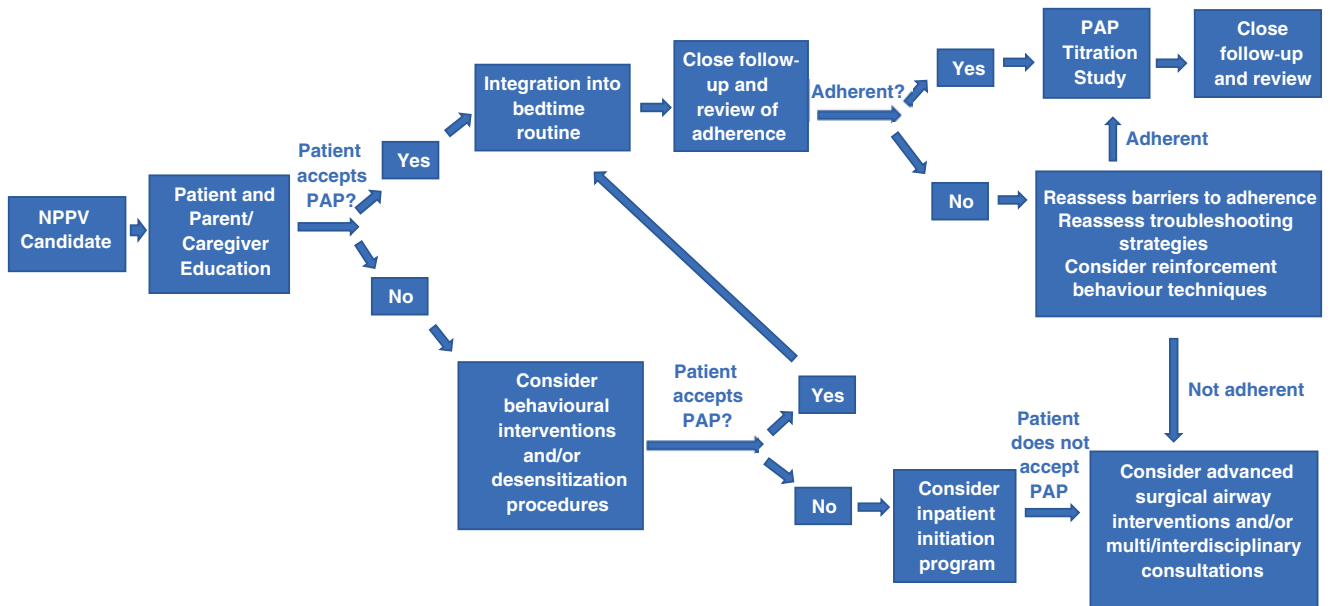 NPPV
Candidate
Patient and
Parent/
Caregiver
Education
Patient
accepts
PAP?
Yes
No
Integration into
bedtime
routine
Close follow-
up and
review of
adherence
Adherent?
Yes
No
PAP
Titration
Study
Close
follow-up
and review
Adherent
Reassess barriers to adherence
Reassess troubleshooting
strategies
Consider reinforcement
behaviour techniques
Not adherent
Consider
behavioural
interventions
and/or
desensitization
procedures
Patient
accepts
PAP?
Yes
No
Consider
inpatient
initiation
program
Patient
does not
accept
PAP
Consider advanced
surgical airway
interventions and/or
multi/interdisciplinary
consultations